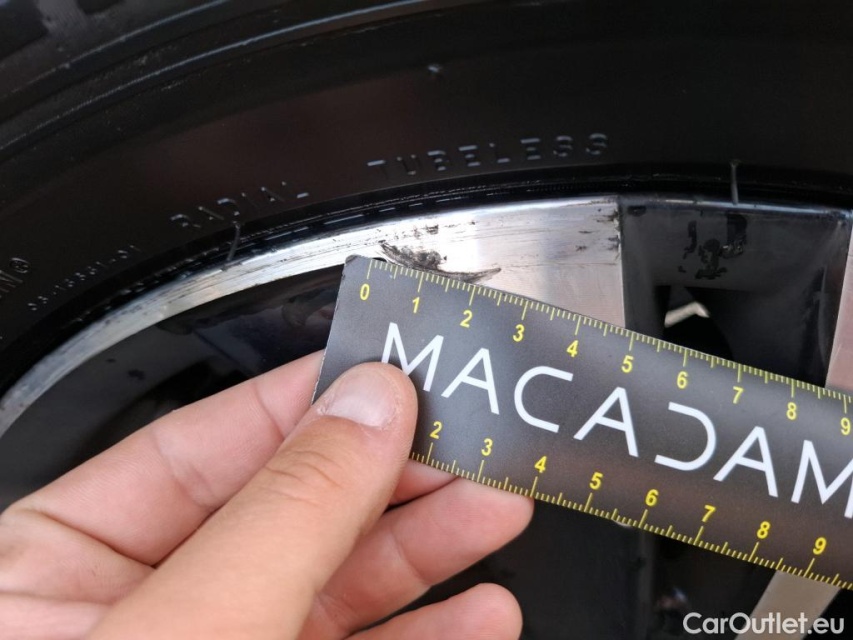 RADIAL TUBELESS
0 1 2 3 4 5 6 7 8 9
MACADAM
2 3 4 5 6 7 8 9
CarOutlet.eu